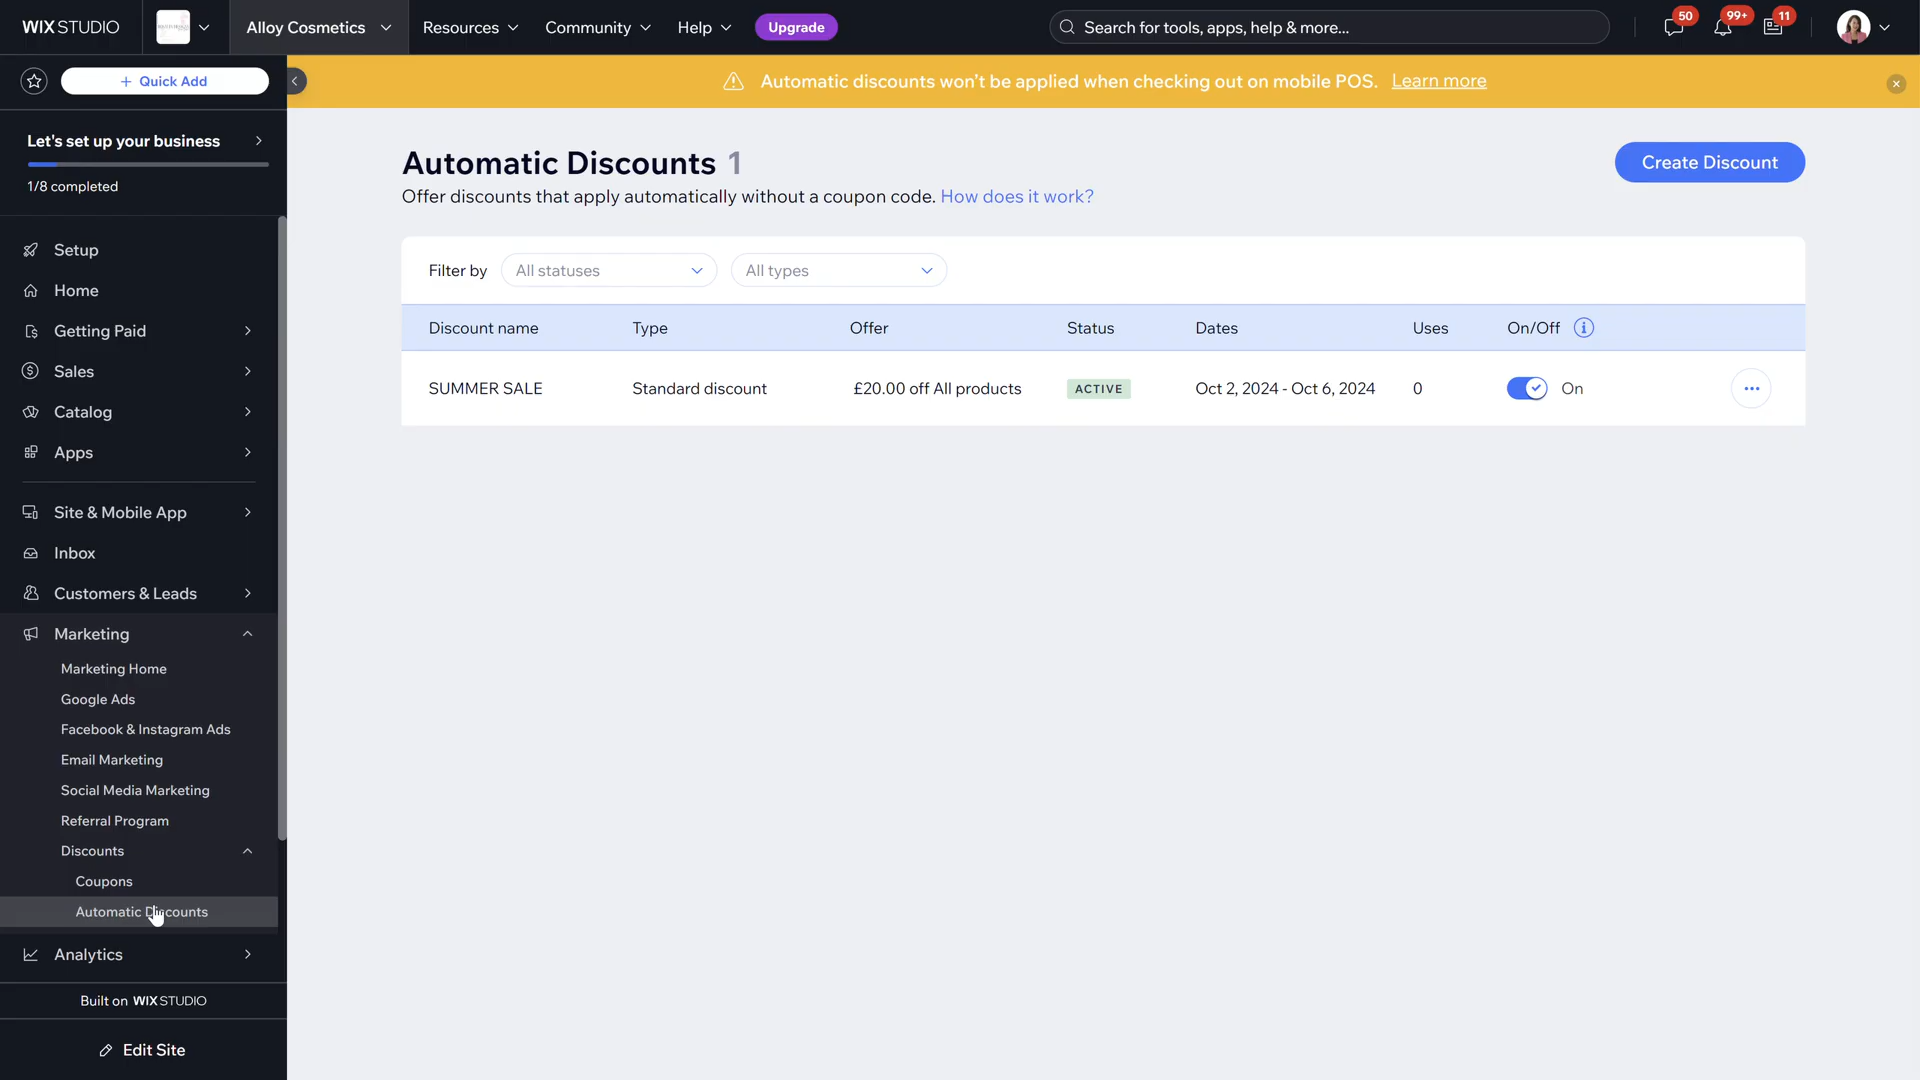 WIX STUDIO
Alloy Cosmetics
Resources
Community
Help
Upgrade
Search for tools, apps, help & more...
50
99+
11
+ Quick Add
Automatic discounts won't be applied when checking out on mobile POS. Learn more
Let's set up your business
1/8 completed
Setup
Home
Getting Paid
Sales
Catalog
Apps
Site & Mobile App
Inbox
Customers & Leads
Marketing
Marketing Home
Google Ads
Facebook & Instagram Ads
Email Marketing
Social Media Marketing
Referral Program
Discounts
Coupons
Automatic Discounts
Analytics
Built on WIX STUDIO
Edit Site
Automatic Discounts 1
Create Discount
Offer discounts that apply automatically without a coupon code. How does it work?
Filter by All statuses All types
Discount name Type Offer Status Dates Uses On/Off
SUMMER SALE Standard discount £20.00 off All products ACTIVE Oct 2, 2024 - Oct 6, 2024 0 On